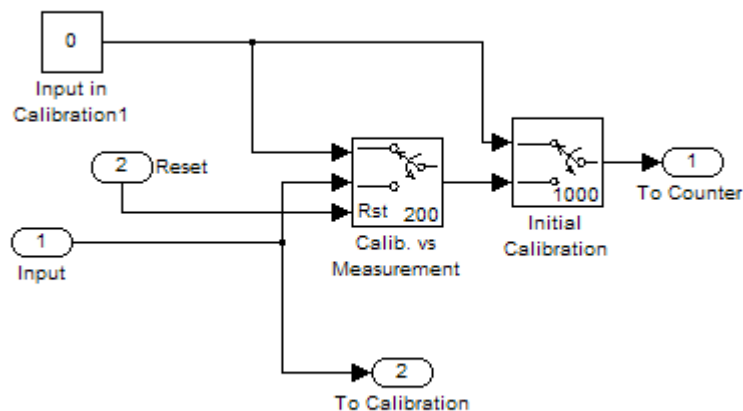 0
Input in
Calibration1
2
Reset
1
Input
Rst
200
Calib. vs
Measurement
1000
Initial
Calibration
1
To Counter
2
To Calibration